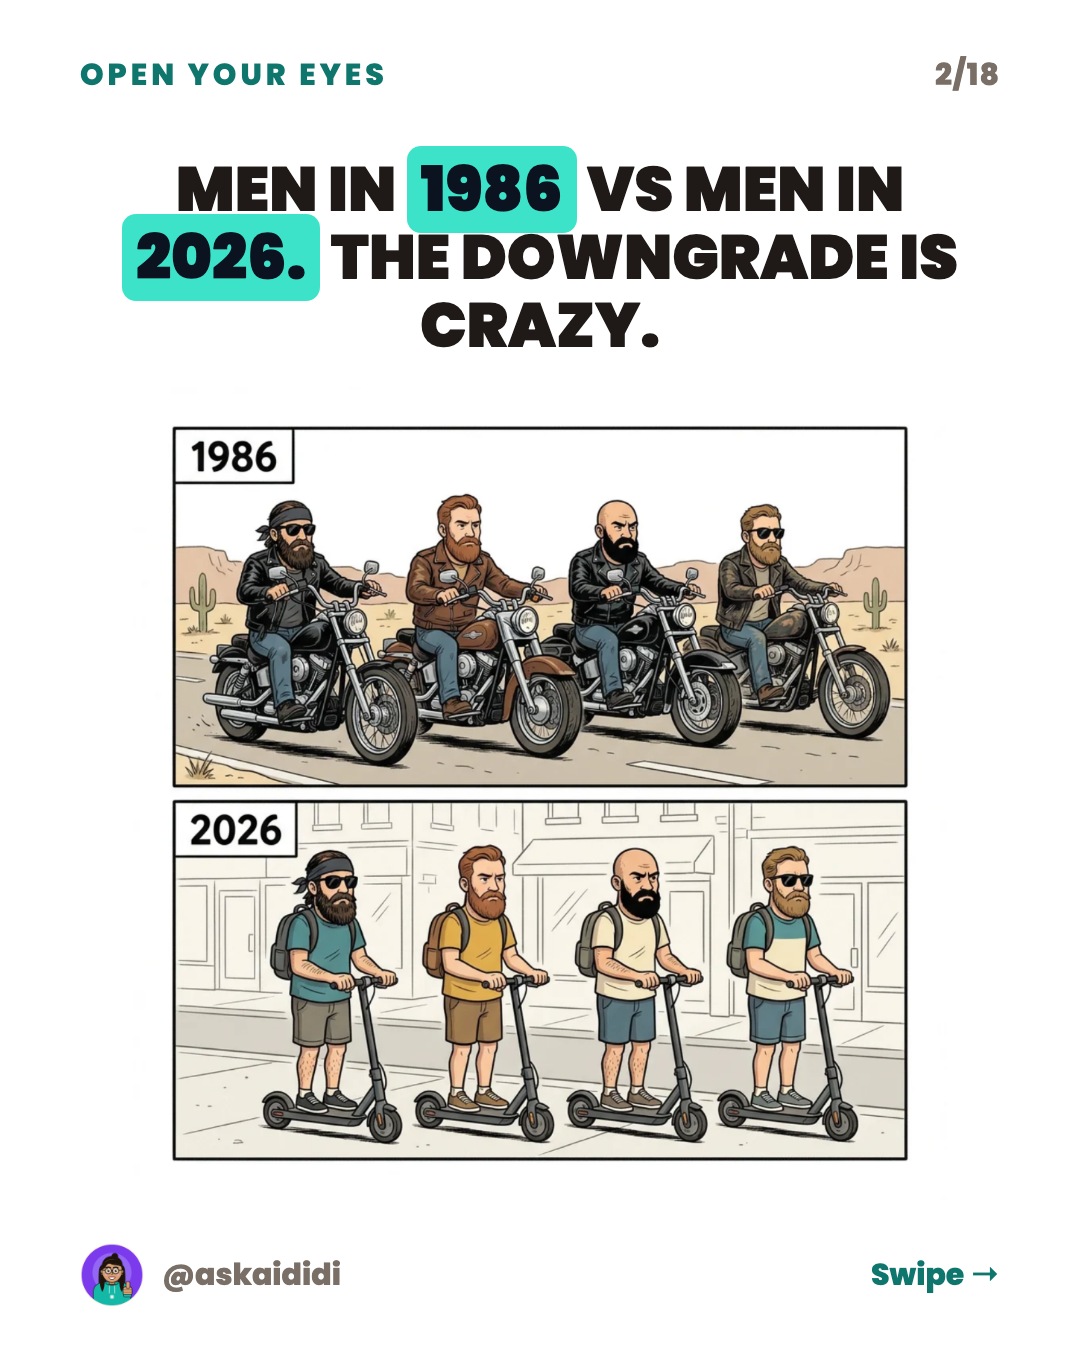 OPEN YOUR EYES
2/18
MEN IN 1986 VS MEN IN
2026. THE DOWNGRADE IS
CRAZY.
1986
2026
@askaididi
Swipe →